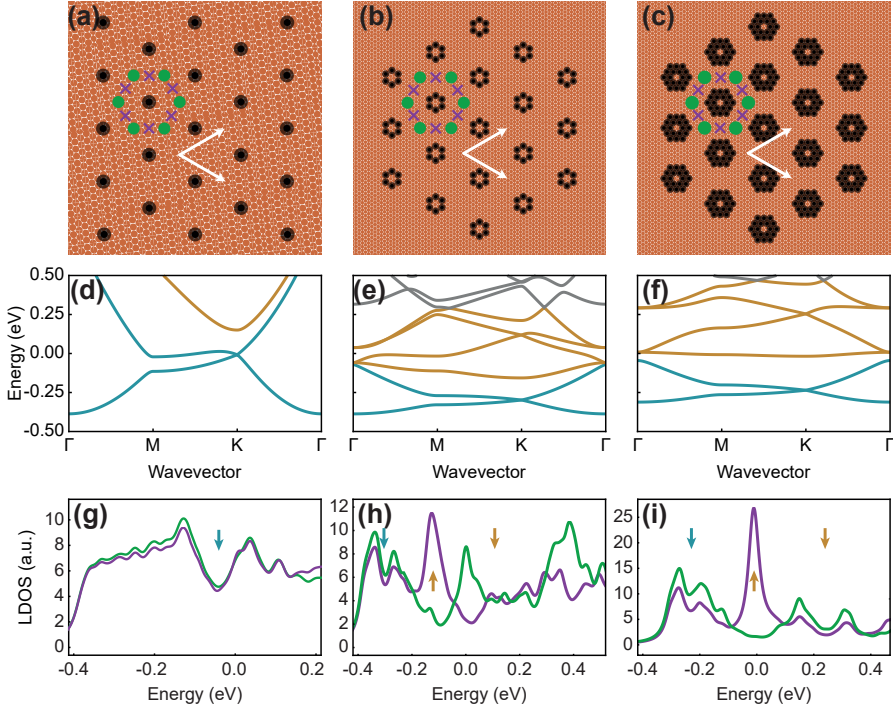 (a)
(b)
(c)
(d)
(e)
(f)
0.50
0.25
0.00
-0.25
-0.50
Energy (eV)
Γ M K Γ
Γ M K Γ
Γ M K Γ
Wavevector
Wavevector
Wavevector
(g)
10
8
6
4
2
0
LDOS (a.u.)
-0.4 -0.2 0.0 0.2
Energy (eV)
(h)
12
10
8
6
4
2
0
-0.4 -0.2 0.0 0.2 0.4
Energy (eV)
(i)
25
20
15
10
5
0
-0.4 -0.2 0.0 0.2 0.4
Energy (eV)